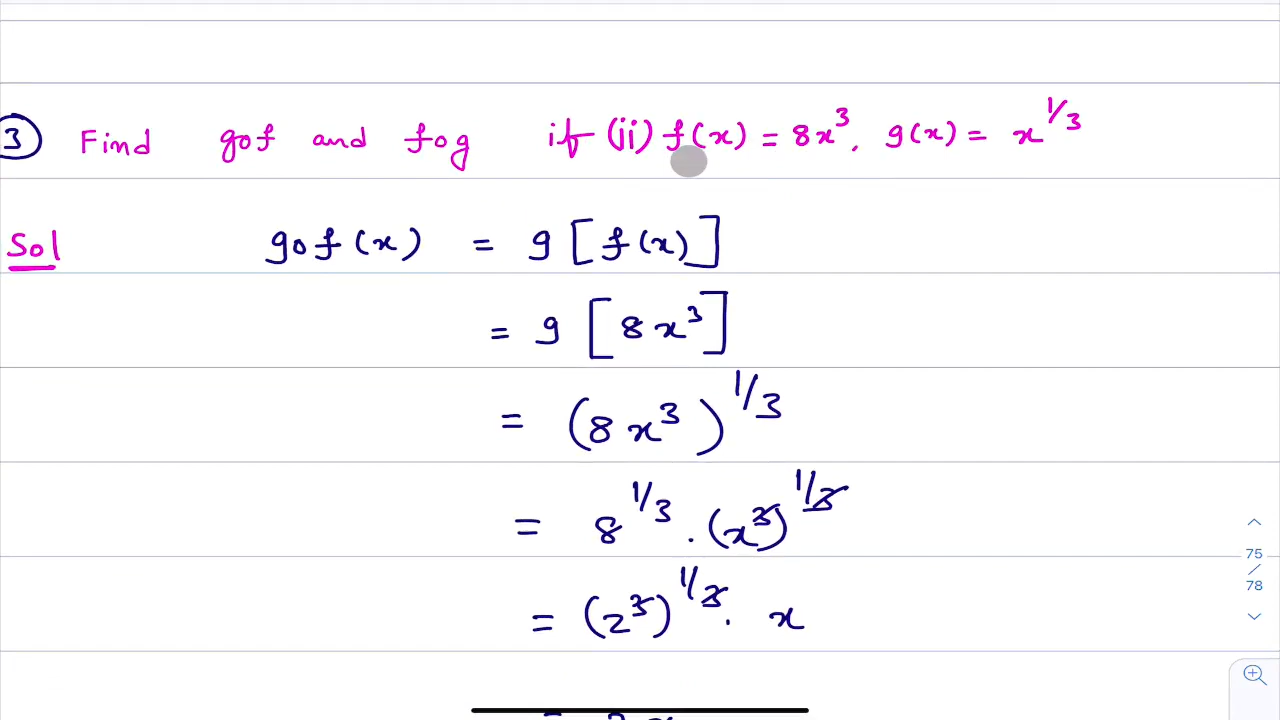 3 Find gof and fog if (ii) f(x) = 8x³, g(x) = x^1/3
Sol gof(x) = g[f(x)]
= g[8x³]
= (8x³)^1/3
= 8^1/3 . (x³)^1/3
75
/
78
= (2³)^1/3 . x